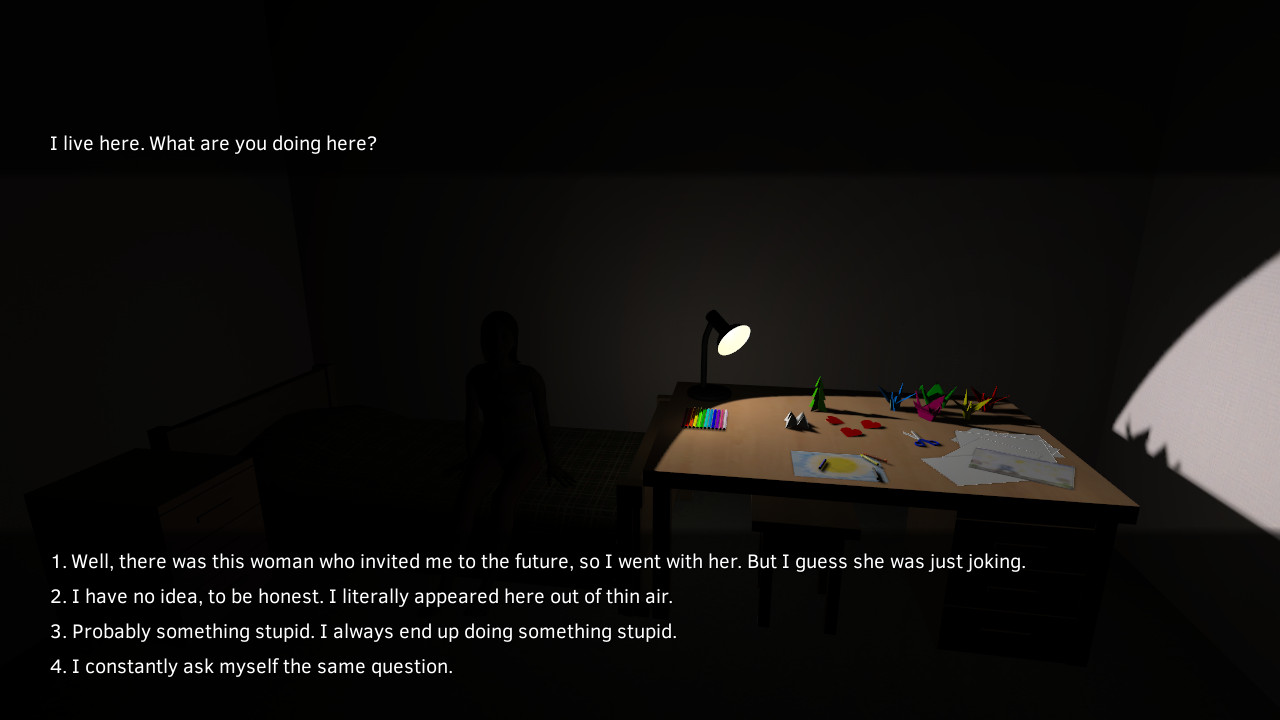 I live here. What are you doing here?
1. Well, there was this woman who invited me to the future, so I went with her. But I guess she was just joking.
2. I have no idea, to be honest. I literally appeared here out of thin air.
3. Probably something stupid. I always end up doing something stupid.
4. I constantly ask myself the same question.